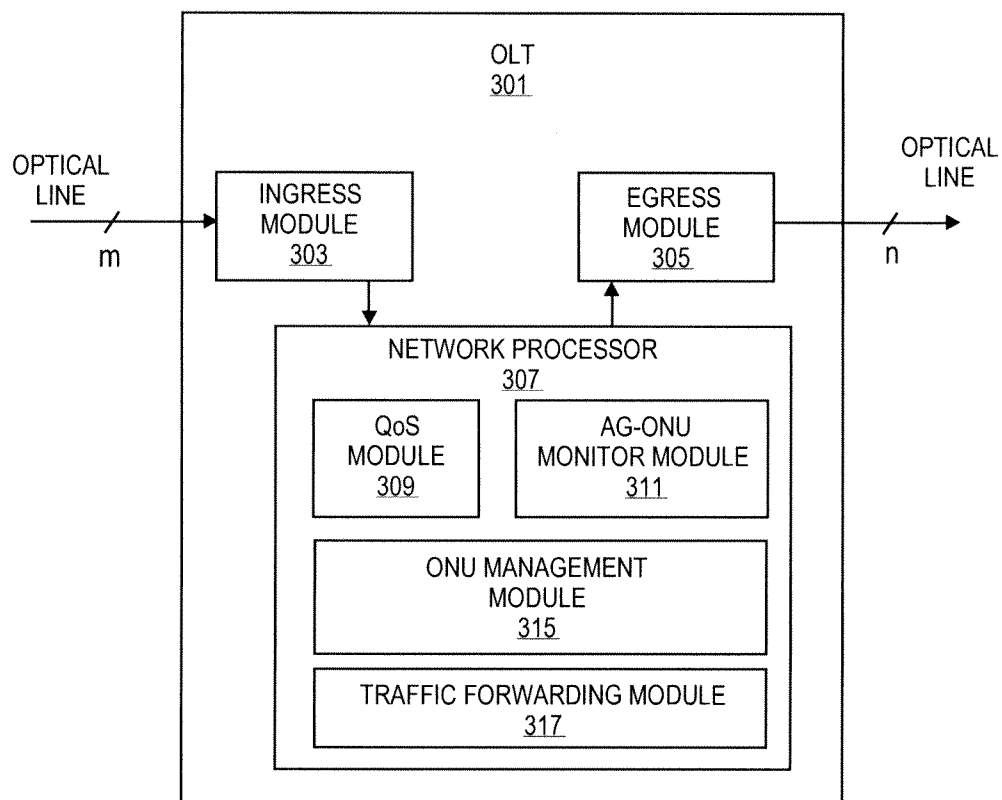 OLT
301
OPTICAL
LINE
m
INGRESS
MODULE
303
EGRESS
MODULE
305
OPTICAL
LINE
n
NETWORK PROCESSOR
307
QoS
MODULE
309
AG-ONU
MONITOR MODULE
311
ONU MANAGEMENT
MODULE
315
TRAFFIC FORWARDING MODULE
317